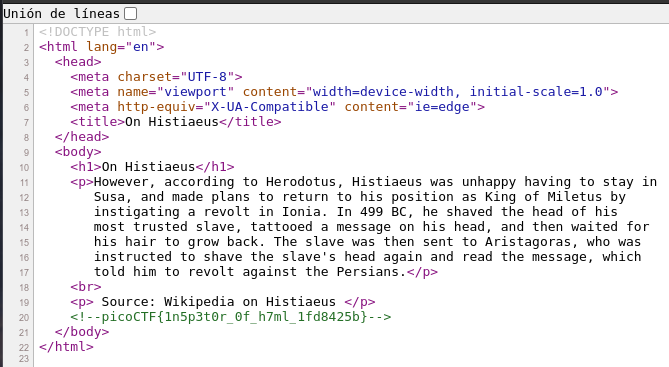 Unión de líneas
1 <!DOCTYPE html>
2 <html lang="en">
3   <head>
4     <meta charset="UTF-8">
5     <meta name="viewport" content="width=device-width, initial-scale=1.0">
6     <meta http-equiv="X-UA-Compatible" content="ie=edge">
7     <title>On Histiaeus</title>
8   </head>
9   <body>
10     <h1>On Histiaeus</h1>
11     <p>However, according to Herodotus, Histiaeus was unhappy having to stay in
12        Susa, and made plans to return to his position as King of Miletus by
13        instigating a revolt in Ionia. In 499 BC, he shaved the head of his
14        most trusted slave, tattooed a message on his head, and then waited for
15        his hair to grow back. The slave was then sent to Aristagoras, who was
16        instructed to shave the slave's head again and read the message, which
17        told him to revolt against the Persians.</p>
18     <br>
19     <p> Source: Wikipedia on Histiaeus </p>
20     <!--picoCTF{1n5p3t0r_0f_h7ml_1fd8425b}-->
21   </body>
22 </html>
23